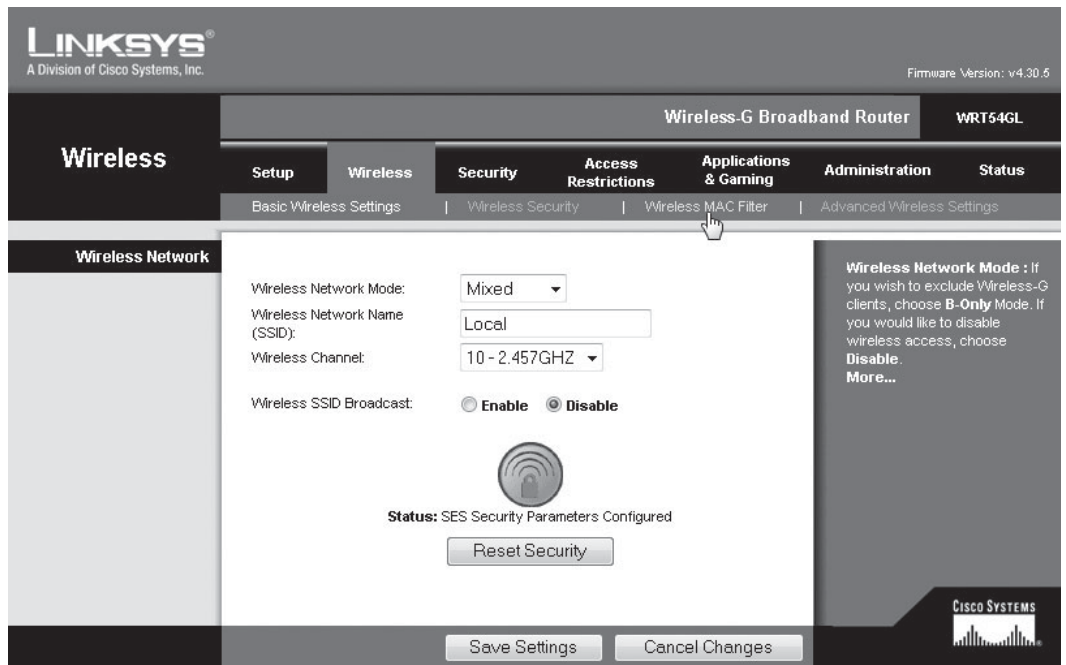 LINKSYS®
A Division of Cisco Systems, Inc.
Firmware Version: v4.30.5
Wireless-G Broadband Router
WRT54GL
Wireless
Setup
Wireless
Security
Access
Restrictions
Applications
& Gaming
Administration
Status
Basic Wireless Settings | Wireless Security | Wireless MAC Filter | Advanced Wireless Settings
Wireless Network
Wireless Network Mode: Mixed
Wireless Network Name
(SSID): Local
Wireless Channel: 10 - 2.457GHZ
Wireless SSID Broadcast: Enable Disable
Status: SES Security Parameters Configured
Reset Security
Wireless Network Mode : If
you wish to exclude Wireless-G
clients, choose B-Only Mode. If
you would like to disable
wireless access, choose
Disable.
More...
Save Settings
Cancel Changes
CISCO SYSTEMS